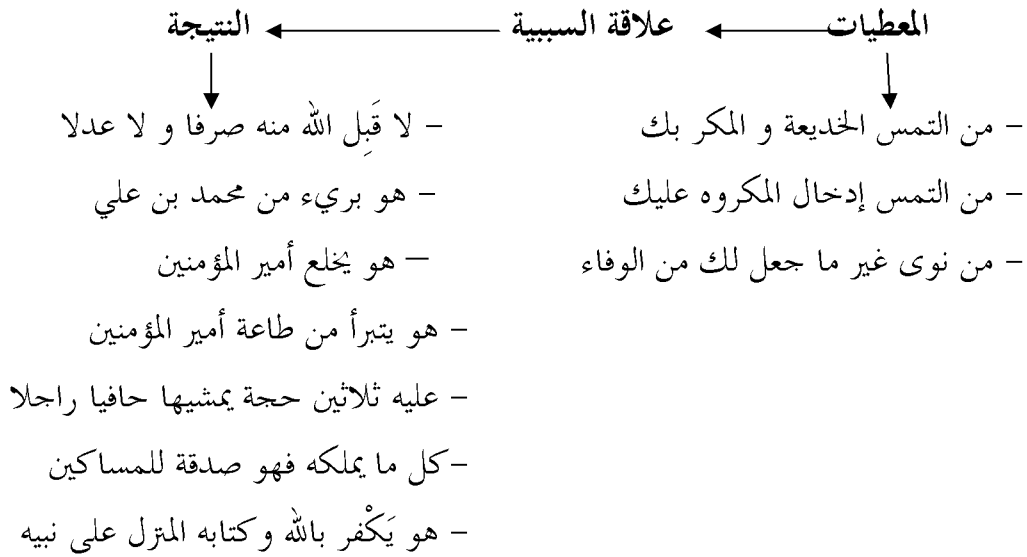 المعطيات علاقة السببية النتيجة
– من التمس الخديعة و المكر بك – لا قَبِل الله منه صرفا و لا عدلا
– من التمس إدخال المكروه عليك – هو بريء من محمد بن علي
– من نوى غير ما جعل لك من الوفاء – هو يخلع أمير المؤمنين
– هو يتبرأ من طاعة أمير المؤمنين
– عليه ثلاثين حجة يمشيها حافيا راجلا
– كل ما يملكه فهو صدقة للمساكين
– هو يَكْفر بالله وكتابه المنزل على نبيه